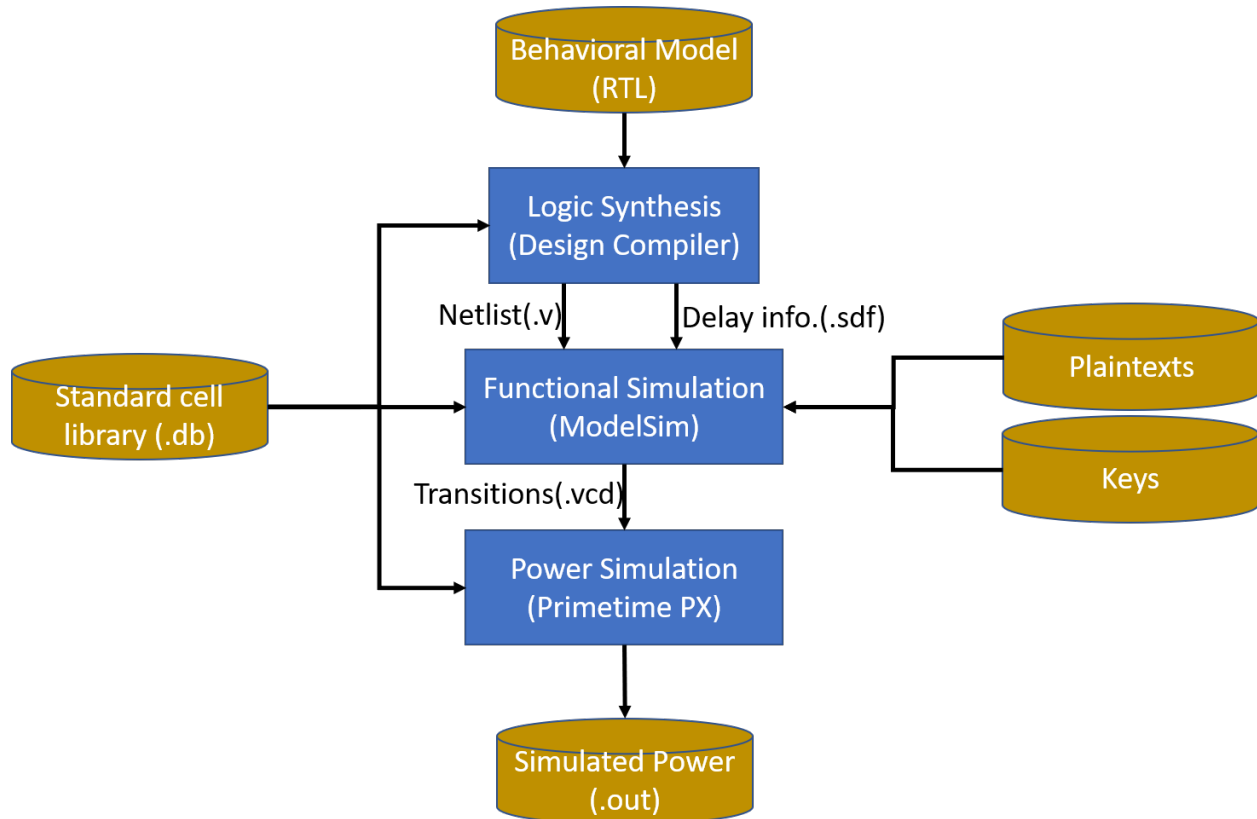 Behavioral Model
(RTL)
Logic Synthesis
(Design Compiler)
Netlist(.v)
Delay info.(.sdf)
Standard cell
library (.db)
Functional Simulation
(ModelSim)
Plaintexts
Keys
Transitions(.vcd)
Power Simulation
(Primetime PX)
Simulated Power
(.out)